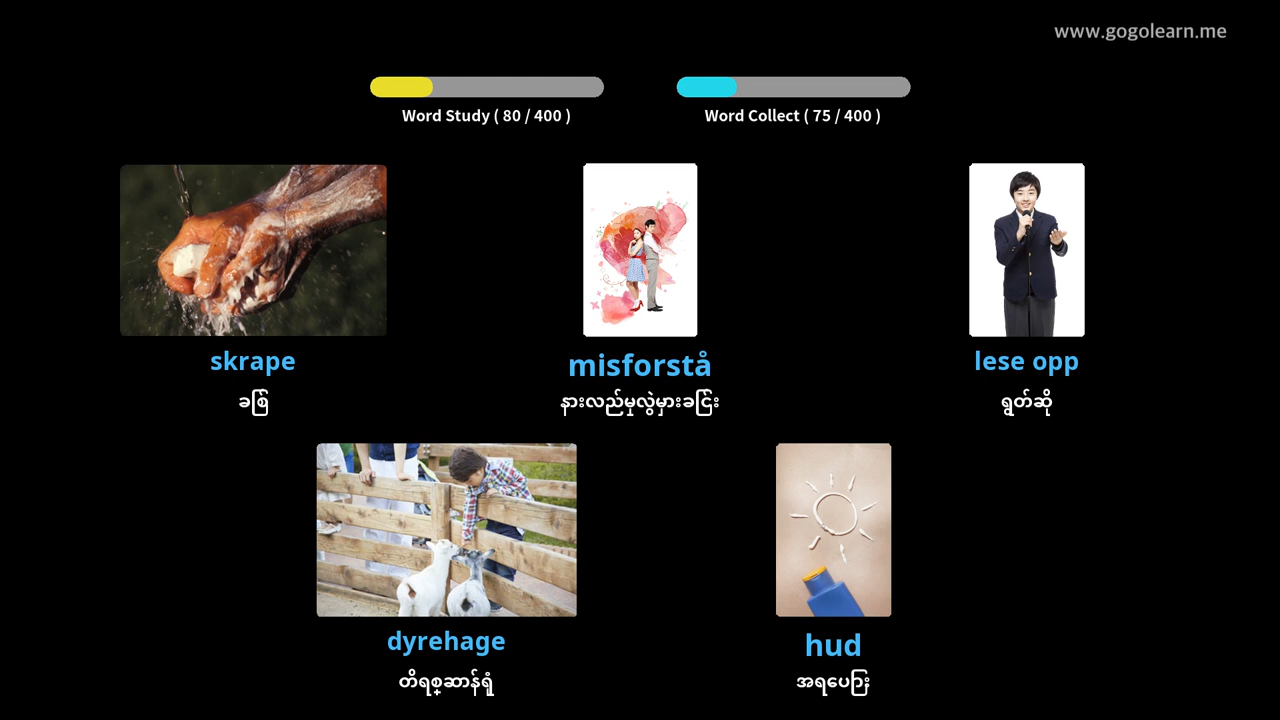 www.gogolearn.me
Word Study ( 80 / 400 )
Word Collect ( 75 / 400 )
skrape
ခြစ်
misforstå
နားလည်မှုလွဲမှားခြင်း
lese opp
ရွတ်ဆို
dyrehage
တိရစ္ဆာန်ရုံ
hud
အရေပြား